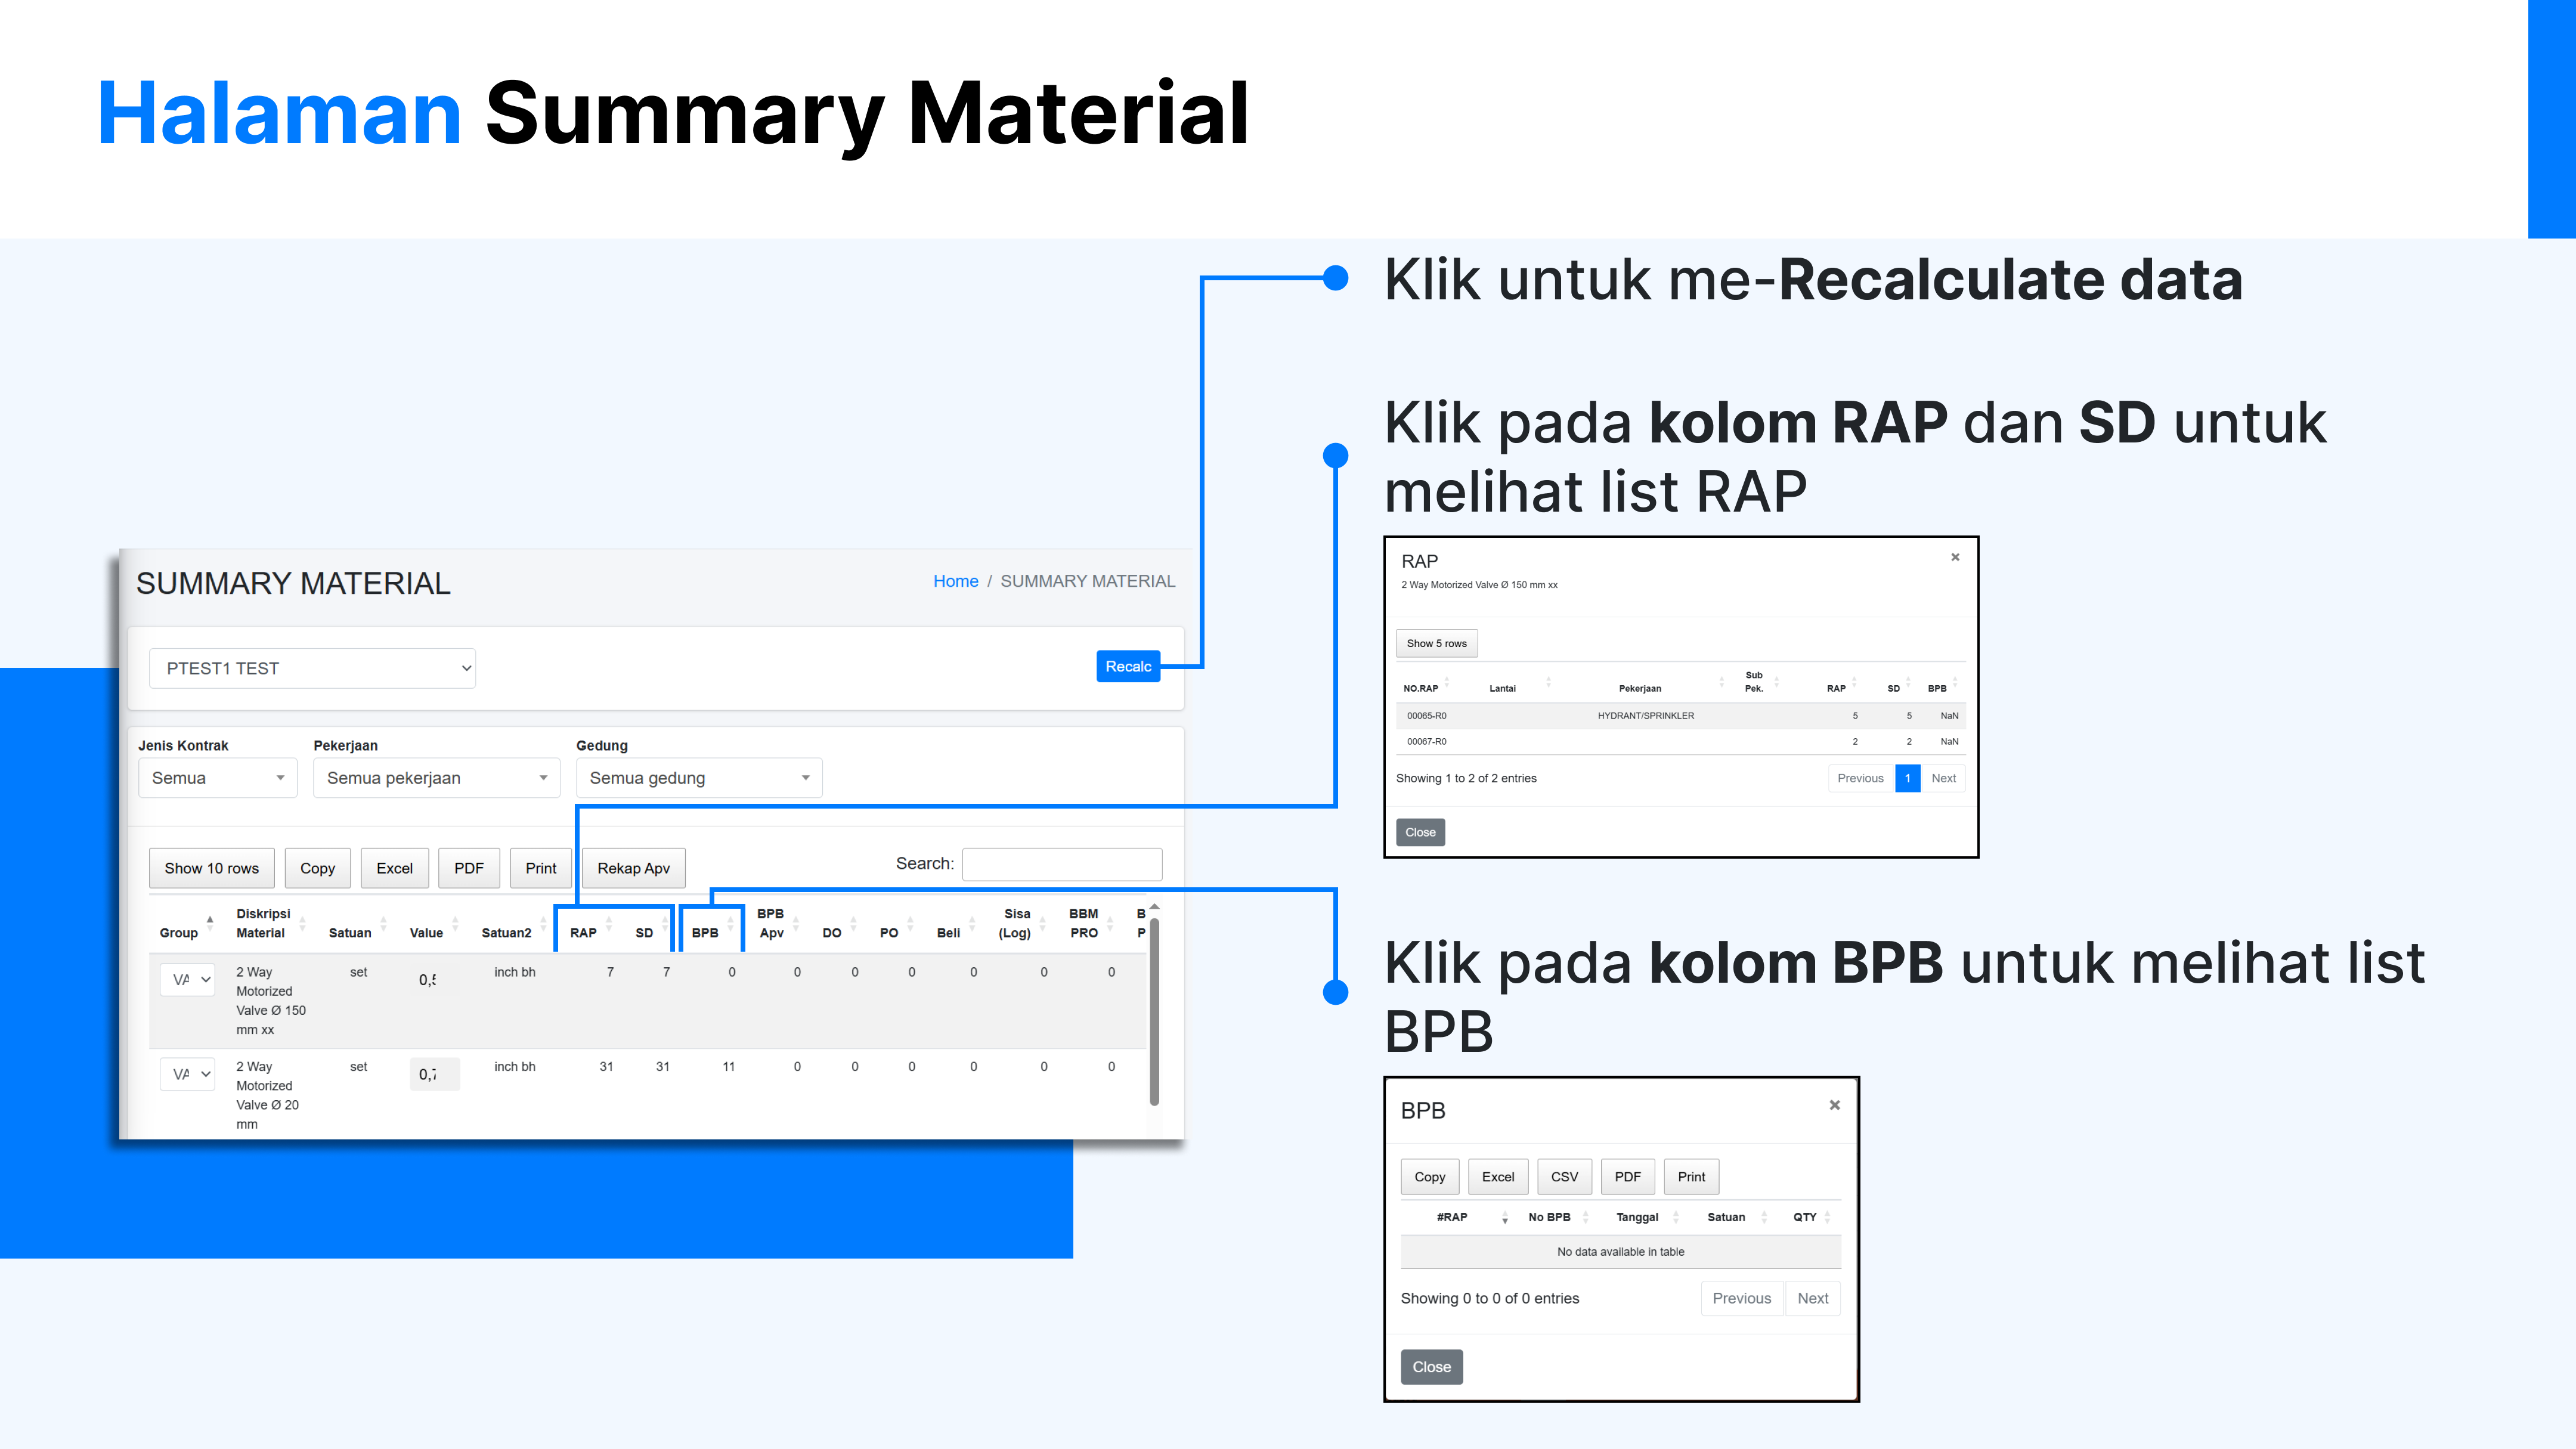 Halaman Summary Material
Klik untuk me-Recalculate data
Klik pada kolom RAP dan SD untuk
melihat list RAP
SUMMARY MATERIAL
Home / SUMMARY MATERIAL
PTEST1 TEST
Recalc
Jenis Kontrak Pekerjaan Gedung
Semua Semua pekerjaan Semua gedung
Show 10 rows Copy Excel PDF Print Rekap Apv Search:
Group Diskripsi Material Satuan Value Satuan2 RAP SD BPB BPB Apv DO PO Beli Sisa (Log) BBM PRO B P
VA 2 Way set 0,5 inch bh 7 7 0 0 0 0 0 0 0
Motorized
Valve Ø 150
mm xx
VA 2 Way set 0,7 inch bh 31 31 11 0 0 0 0 0 0
Motorized
Valve Ø 20
mm
RAP ×
2 Way Motorized Valve Ø 150 mm xx
Show 5 rows
NO.RAP Lantai Pekerjaan Sub Pek. RAP SD BPB
00065-R0 HYDRANT/SPRINKLER 5 5 NaN
00067-R0 2 2 NaN
Showing 1 to 2 of 2 entries Previous 1 Next
Close
Klik pada kolom BPB untuk melihat list
BPB
BPB ×
Copy Excel CSV PDF Print
#RAP No BPB Tanggal Satuan QTY
No data available in table
Showing 0 to 0 of 0 entries Previous Next
Close